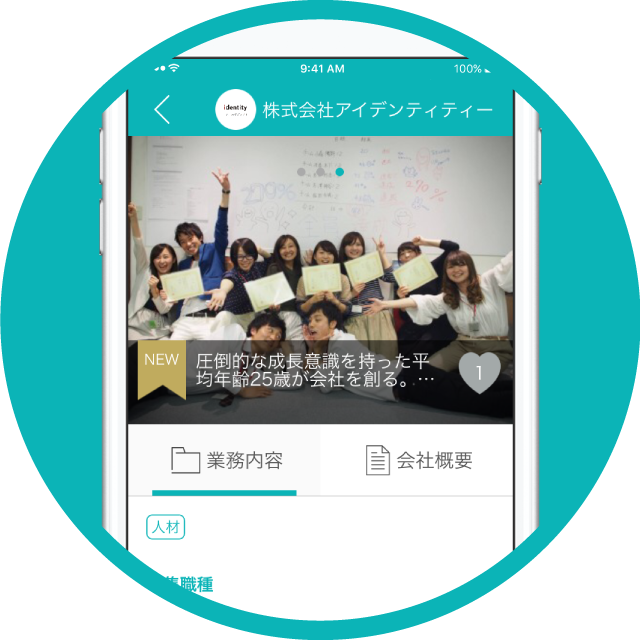 9:41 AM
100%
identity
株式会社アイデンティティー
NEW
圧倒的な成長意識を持った平
均年齢25歳が会社を創る。…
1
業務内容
会社概要
人材
職種